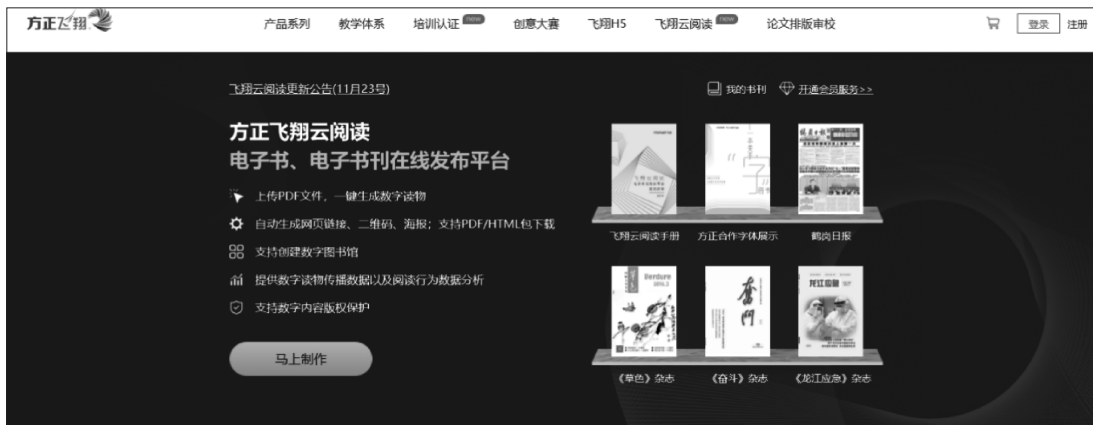 方正飞翔
产品系列 教学体系 培训认证 new 创意大赛 飞翔H5 飞翔云阅读 new 论文排版审校 登录 注册
飞翔云阅读更新公告(11月23号) 我的书刊 开通会员服务>>
方正飞翔云阅读
电子书、电子书刊在线发布平台
上传PDF文件，一键生成数字读物
自动生成网页链接、二维码、海报；支持PDF/HTML包下载
支持创建数字图书馆
提供数字读物传播数据以及阅读行为数据分析
支持数字内容版权保护
马上制作
飞翔云阅读手册 方正合作字体展示 鹤岗日报
Verdure
奋门
龙江应急
《草色》杂志 《奋斗》杂志 《龙江应急》杂志